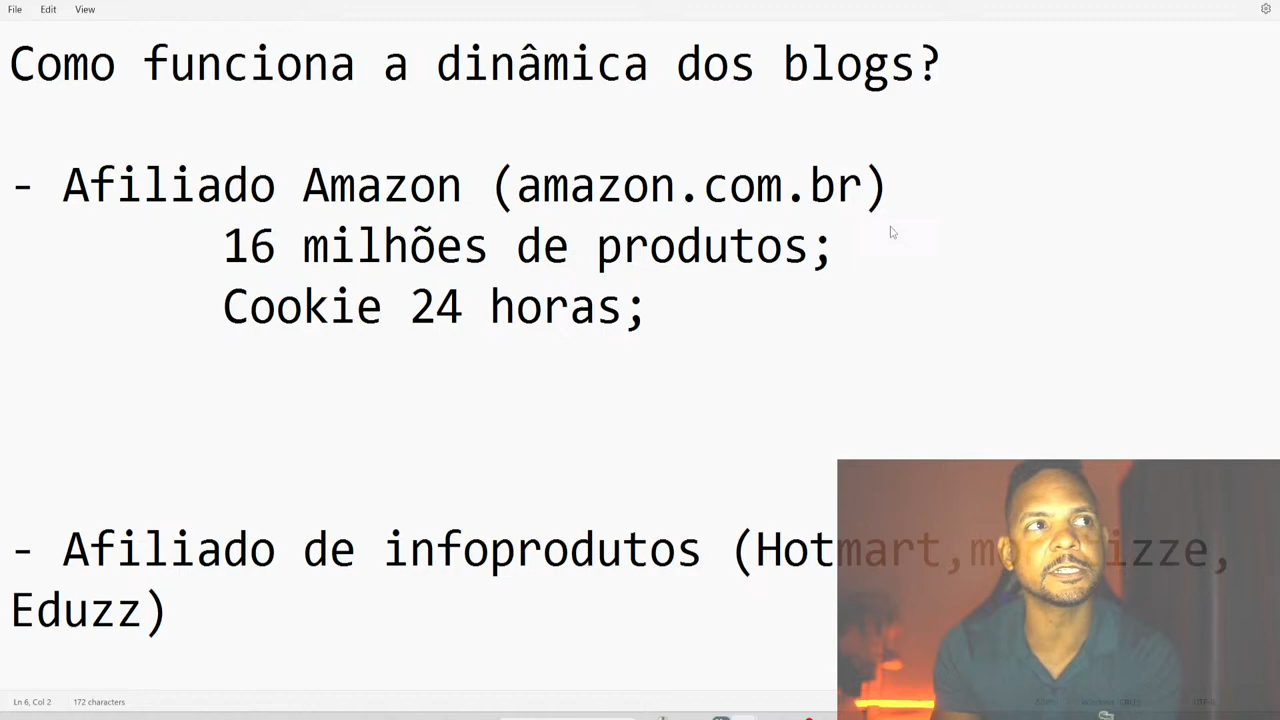 File Edit View
Como funciona a dinâmica dos blogs?
- Afiliado Amazon (amazon.com.br)
16 milhões de produtos;
Cookie 24 horas;
- Afiliado de infoprodutos (Hotmart,
Eduzz)
Ln 6, Col 2 172 characters